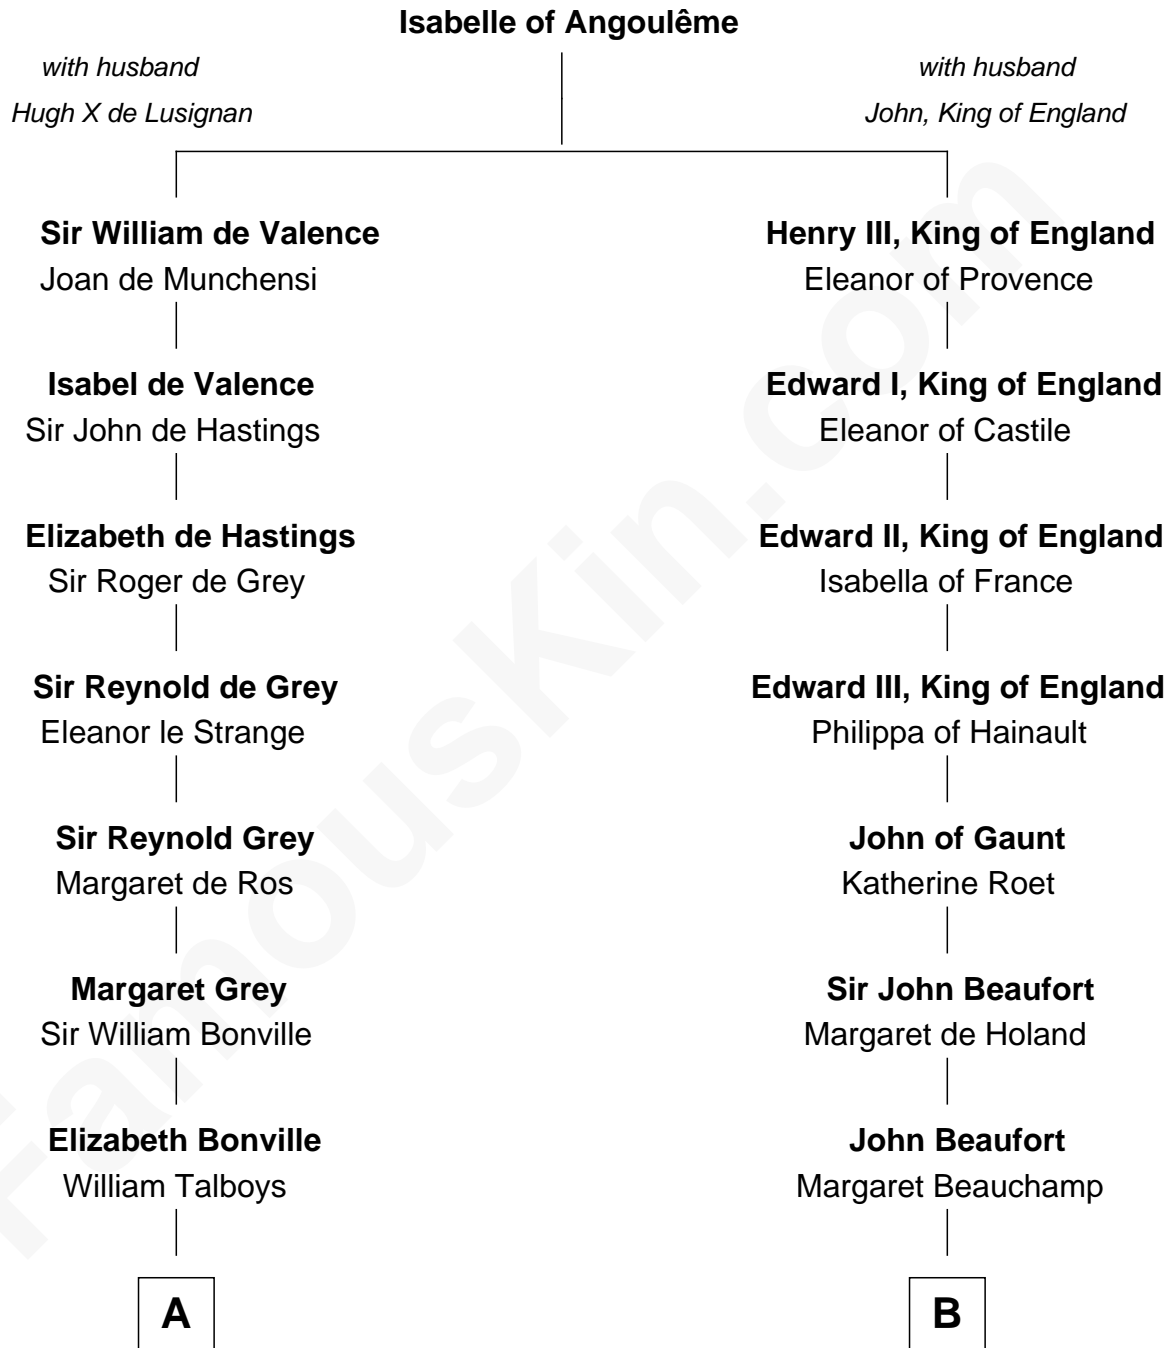 Isabelle of Angoulême
with husband
Hugh X de Lusignan
with husband
John, King of England
Sir William de Valence
Joan de Munchensi
Henry III, King of England
Eleanor of Provence
Isabel de Valence
Sir John de Hastings
Edward I, King of England
Eleanor of Castile
Elizabeth de Hastings
Sir Roger de Grey
Edward II, King of England
Isabella of France
Sir Reynold de Grey
Eleanor le Strange
Edward III, King of England
Philippa of Hainault
Sir Reynold Grey
Margaret de Ros
John of Gaunt
Katherine Roet
Margaret Grey
Sir William Bonville
Sir John Beaufort
Margaret de Holand
Elizabeth Bonville
William Talboys
John Beaufort
Margaret Beauchamp
A
B
FamousKin.com